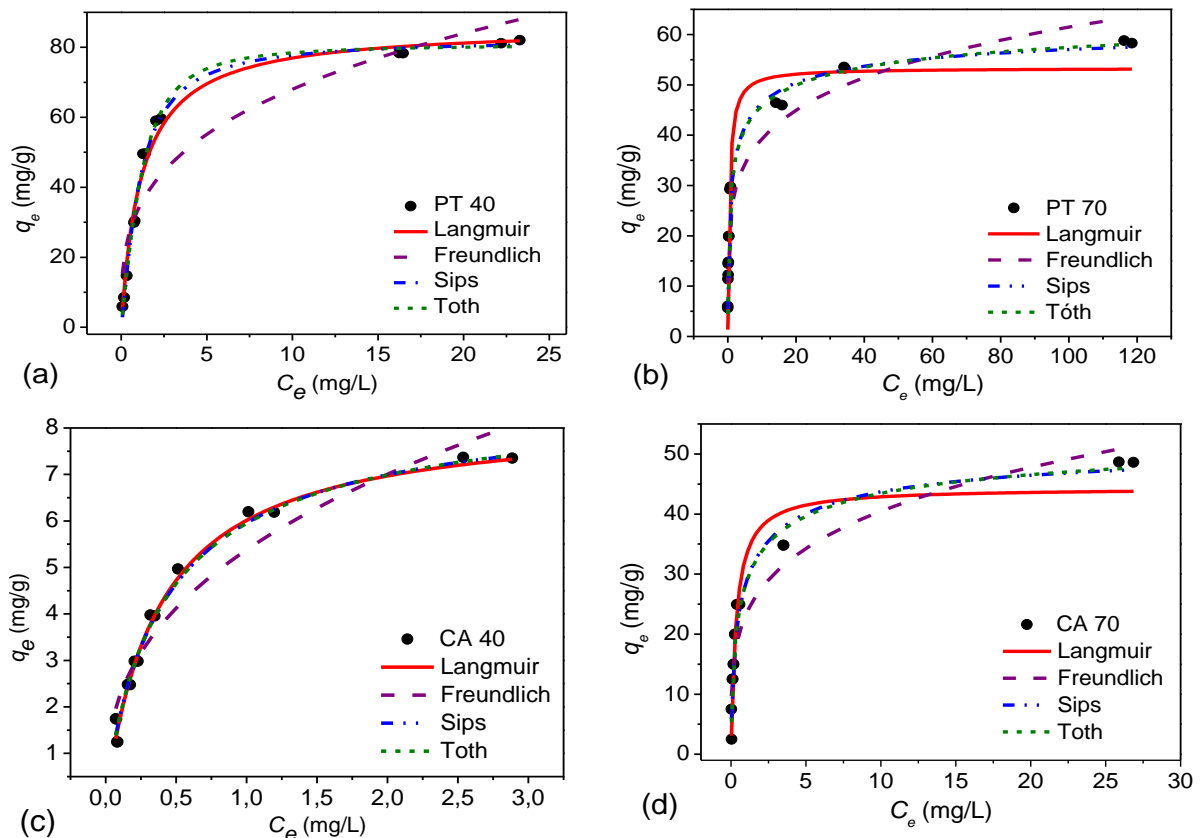 80
60
40
20
0
q_e (mg/g)
PT 40
Langmuir
Freundlich
Sips
Toth
0 5 10 15 20 25
C_e (mg/L)
(a)
60
50
40
30
20
10
0
q_e (mg/g)
PT 70
Langmuir
Freundlich
Sips
Tóth
0 20 40 60 80 100 120
C_e (mg/L)
(b)
8
7
6
5
4
3
2
1
q_e (mg/g)
CA 40
Langmuir
Freundlich
Sips
Toth
0,0 0,5 1,0 1,5 2,0 2,5 3,0
C_e (mg/L)
(c)
50
40
30
20
10
0
q_e (mg/g)
CA 70
Langmuir
Freundlich
Sips
Toth
0 5 10 15 20 25 30
C_e (mg/L)
(d)